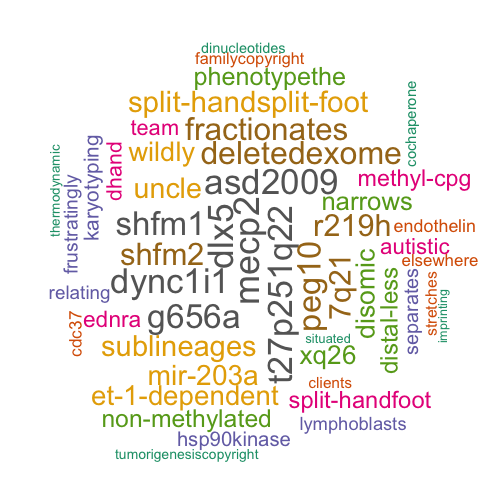 dinucleotides
familycopyright
phenotypethe
split-handsplit-foot
team fractionates
wildly deletedexome
uncle asd2009 methyl-cpg
cochaperone
thermodynamic
frustratingly
karyotyping
dhand
narrows
shfm1 dlx5 mecp2 r219h endothelin
shfm2 autistic
elsewhere
t27p251q22
peg10
7q21
disomic
distal-less
separates
stretches
imprinting
relating dync1i1
ednra g656a
cdc37
situated
sublineages xq26
mir-203a clients
et-1-dependent split-handfoot
non-methylated lymphoblasts
hsp90kinase
tumorigenesiscopyright